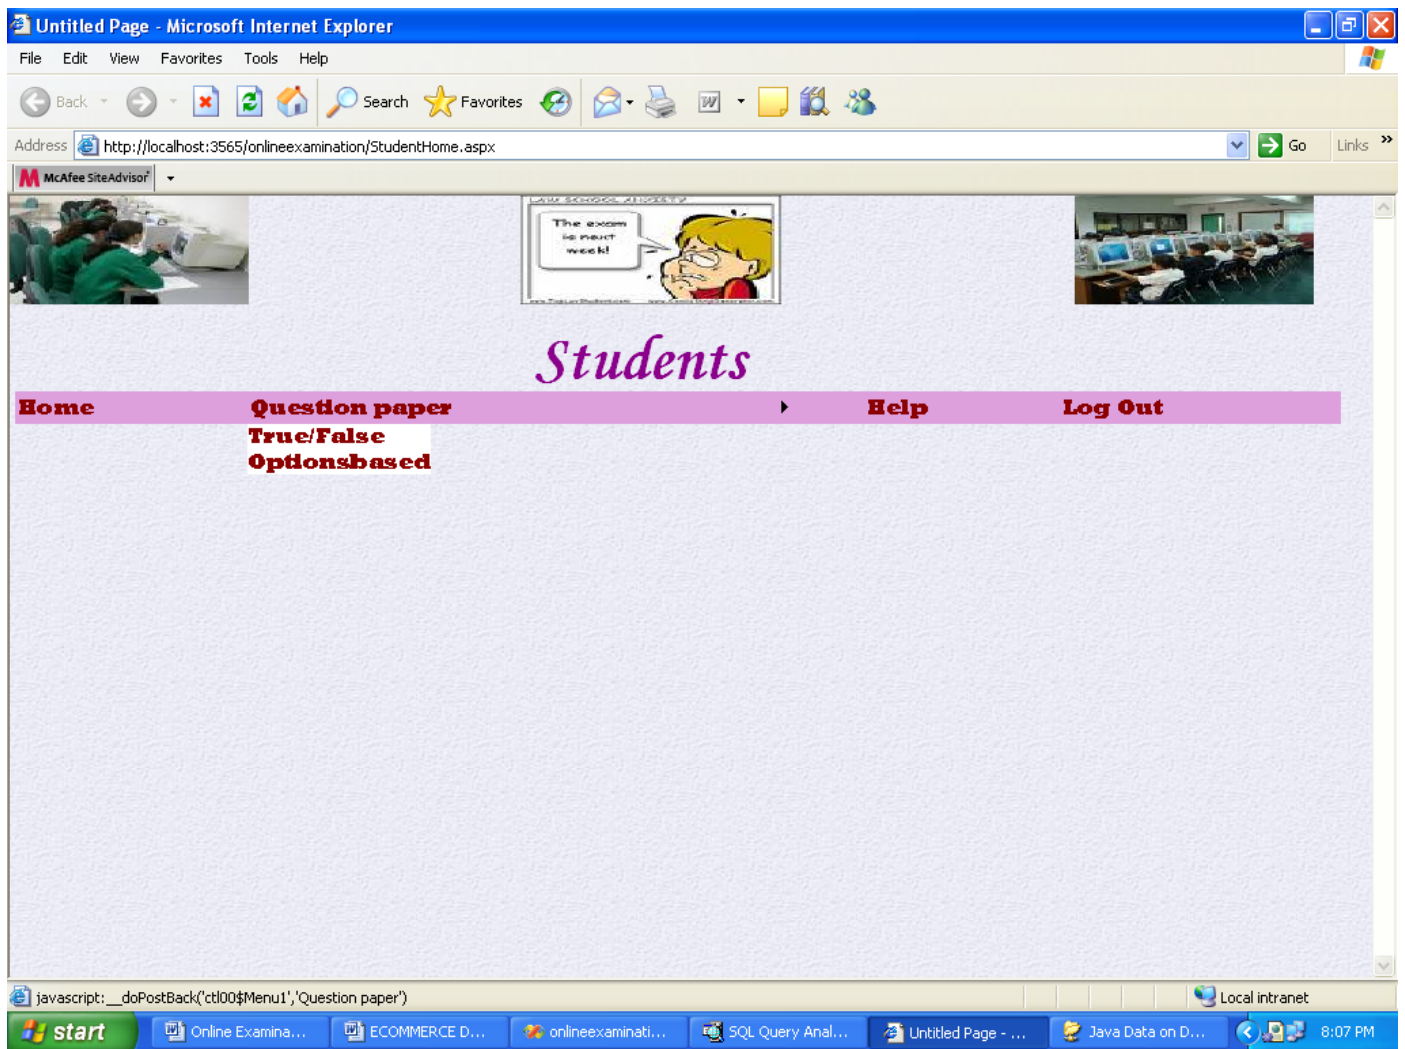 Untitled Page - Microsoft Internet Explorer
File Edit View Favorites Tools Help
Back Search Favorites
Address http://localhost:3565/onlineexamination/StudentHome.aspx Go Links »
McAfee SiteAdvisor
LAW SCHOOL ANXIETY
The exam
is next
week!
Students
Home Question paper Help Log Out
True/False
Optionsbased
javascript:__doPostBack('ctl00$Menu1','Question paper') Local intranet
start Online Examina... ECOMMERCE D... onlineexaminati... SQL Query Anal... Untitled Page - ... Java Data on D... 8:07 PM